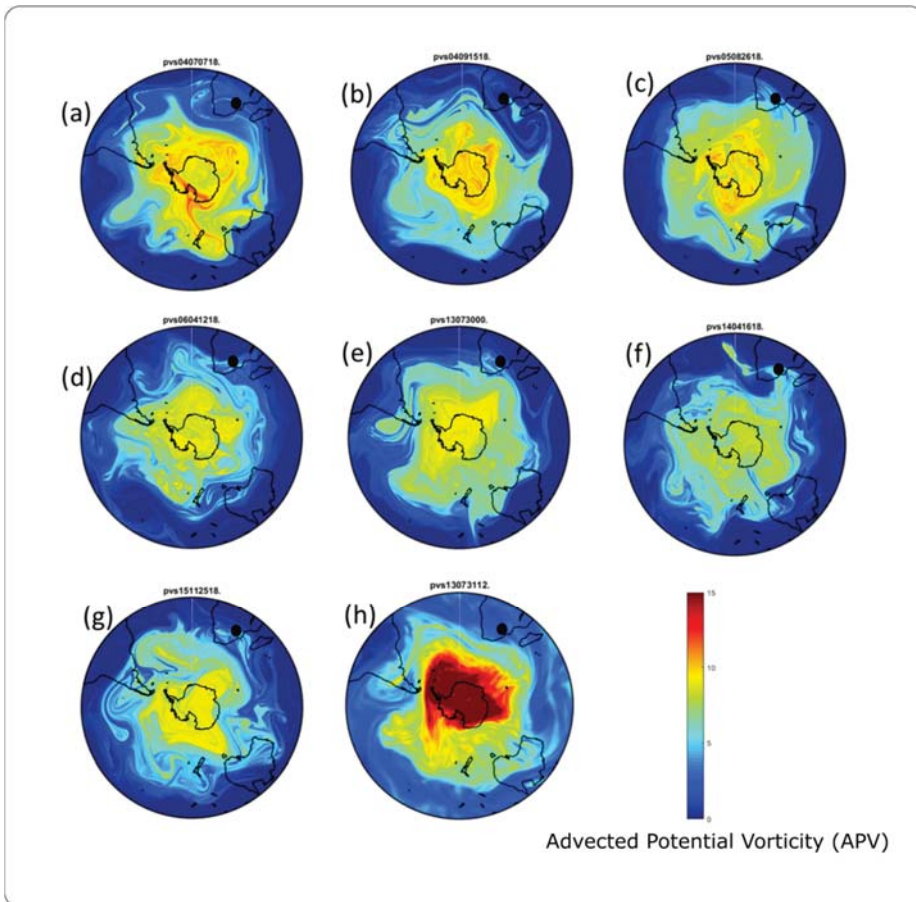 pvs04070718.
(a)
pvs04091518.
(b)
pvs05082618.
(c)
pvs06041218.
(d)
pvs13073000.
(e)
pvs14041618.
(f)
pvs15112518.
(g)
pvs13073112.
(h)
15
10
5
0
Advected Potential Vorticity (APV)